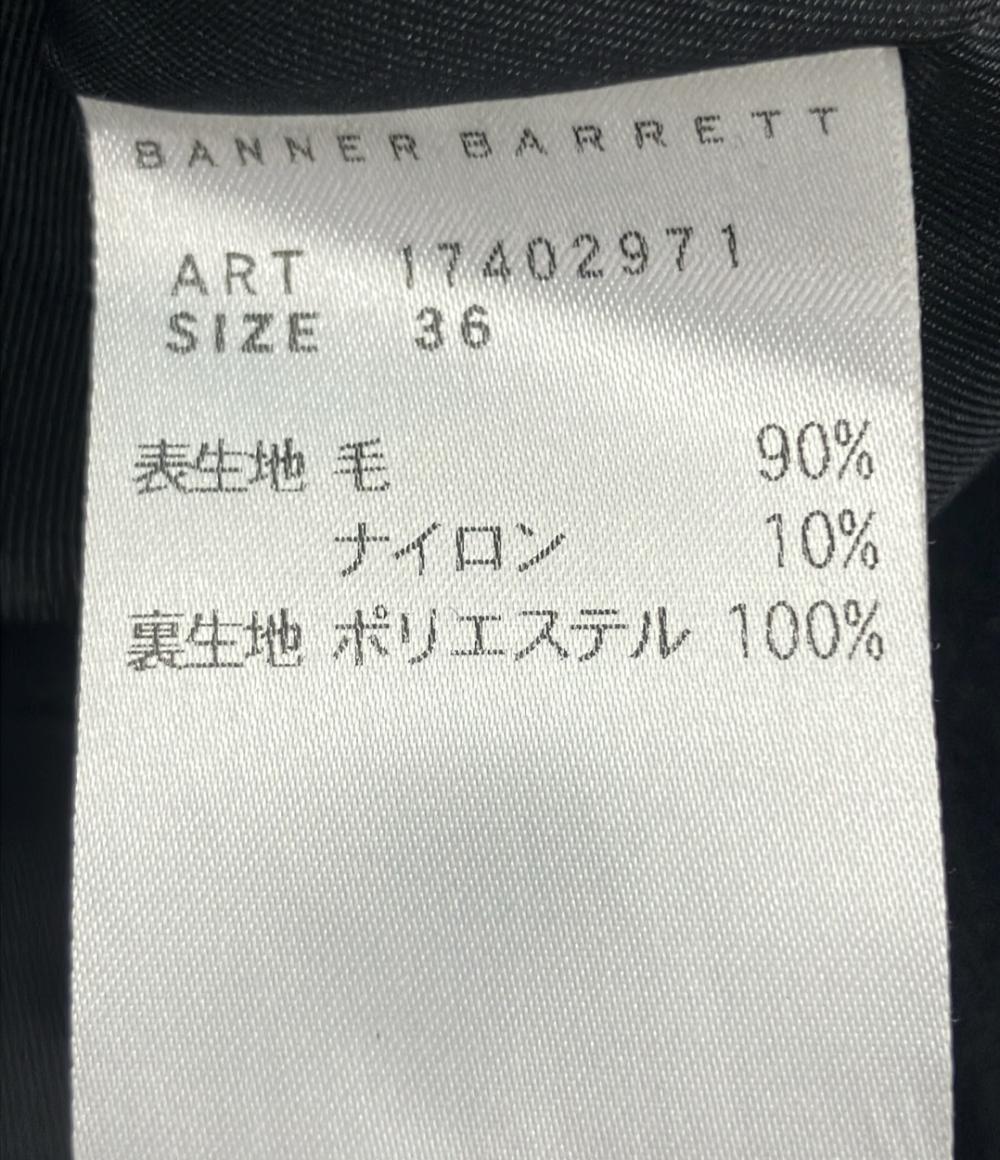 BANNER BARRETT
ART 17402971
SIZE 36
表生地 毛 90%
ナイロン 10%
裏生地 ポリエステル 100%